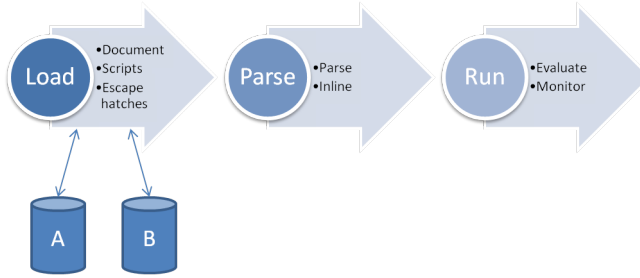 Load
•Document
•Scripts
•Escape
hatches
Parse
•Parse
•Inline
Run
•Evaluate
•Monitor
A
B